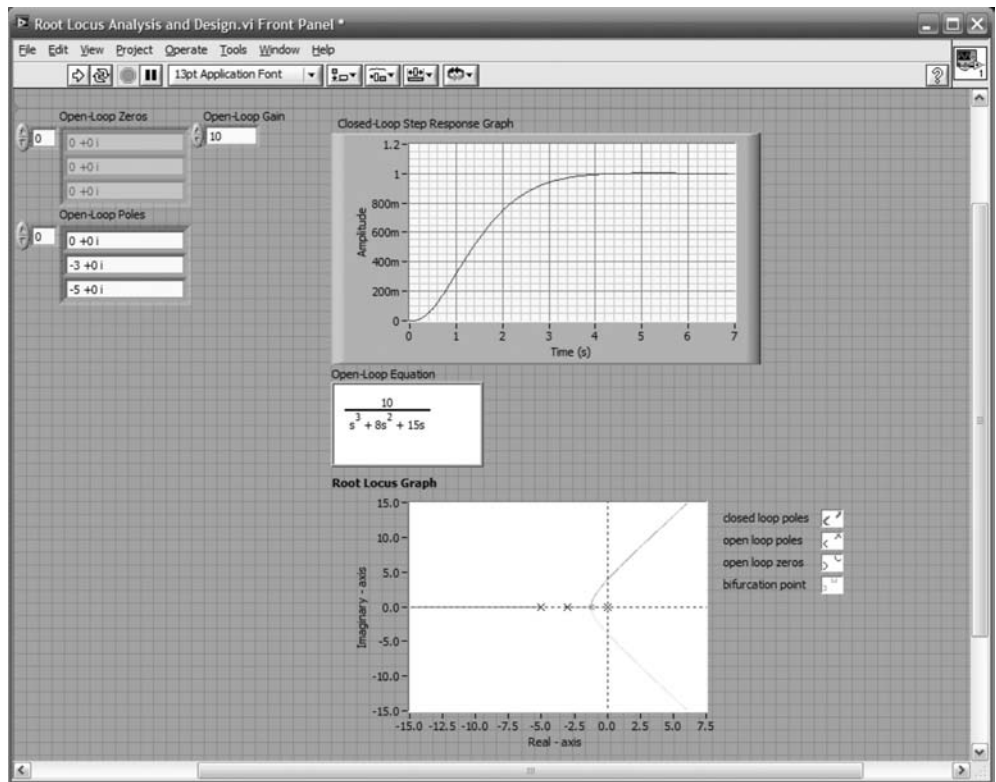 Root Locus Analysis and Design.vi Front Panel *
File Edit View Project Operate Tools Window Help
13pt Application Font
1
Open-Loop Zeros
0
0 +0 i
0 +0 i
0 +0 i
Open-Loop Gain
10
Open-Loop Poles
0
0 +0 i
-3 +0 i
-5 +0 i
Closed-Loop Step Response Graph
Amplitude
1.2
1
800m
600m
400m
200m
0
0 1 2 3 4 5 6 7
Time (s)
Open-Loop Equation
10
s³ + 8s² + 15s
Root Locus Graph
Imaginary - axis
15.0
10.0
5.0
0.0
-5.0
-10.0
-15.0
-15.0 -12.5 -10.0 -7.5 -5.0 -2.5 0.0 2.5 5.0 7.5
Real - axis
closed loop poles
open loop poles
open loop zeros
bifurcation point